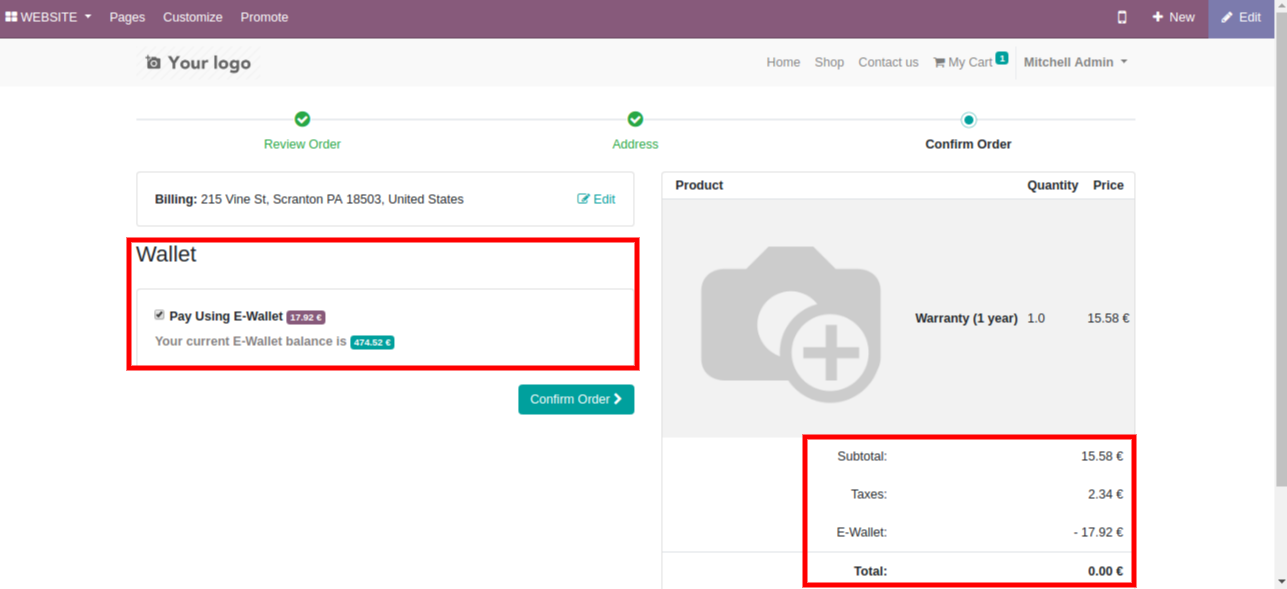 WEBSITE Pages Customize Promote New Edit
Your logo Home Shop Contact us My Cart 1 Mitchell Admin
Review Order Address Confirm Order
Billing: 215 Vine St, Scranton PA 18503, United States Edit
Wallet
Pay Using E-Wallet 17.92 €
Your current E-Wallet balance is 474.52 €
Confirm Order
Product Quantity Price
Warranty (1 year) 1.0 15.58 €
Subtotal: 15.58 €
Taxes: 2.34 €
E-Wallet: - 17.92 €
Total: 0.00 €